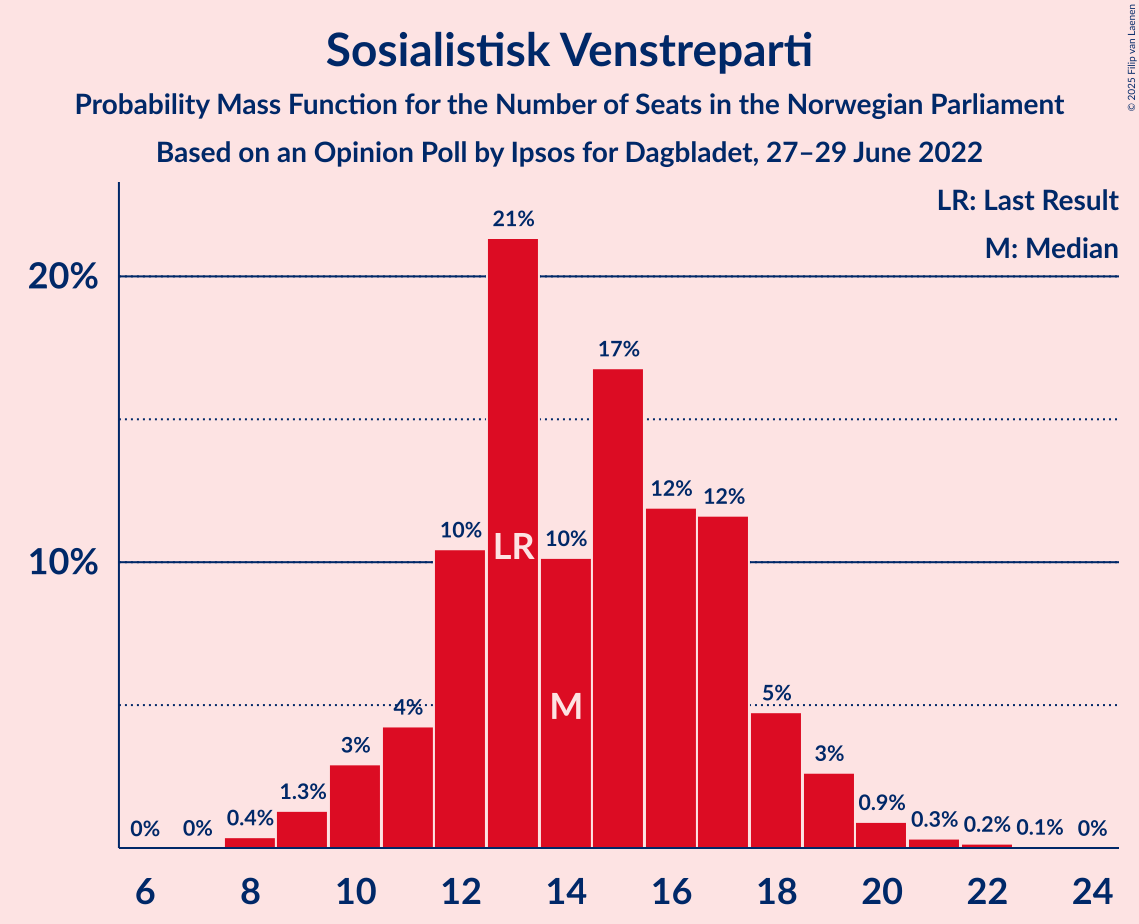 Sosialistisk Venstreparti
Probability Mass Function for the Number of Seats in the Norwegian Parliament
Based on an Opinion Poll by Ipsos for Dagbladet, 27–29 June 2022
© 2025 Filip van Laenen
LR: Last Result
M: Median
20%
10%
0%
0%
0.4%
1.3%
3%
4%
10%
21%
10%
17%
12%
12%
5%
3%
0.9%
0.3%
0.2%
0.1%
0%
LR
M
6 8 10 12 14 16 18 20 22 24